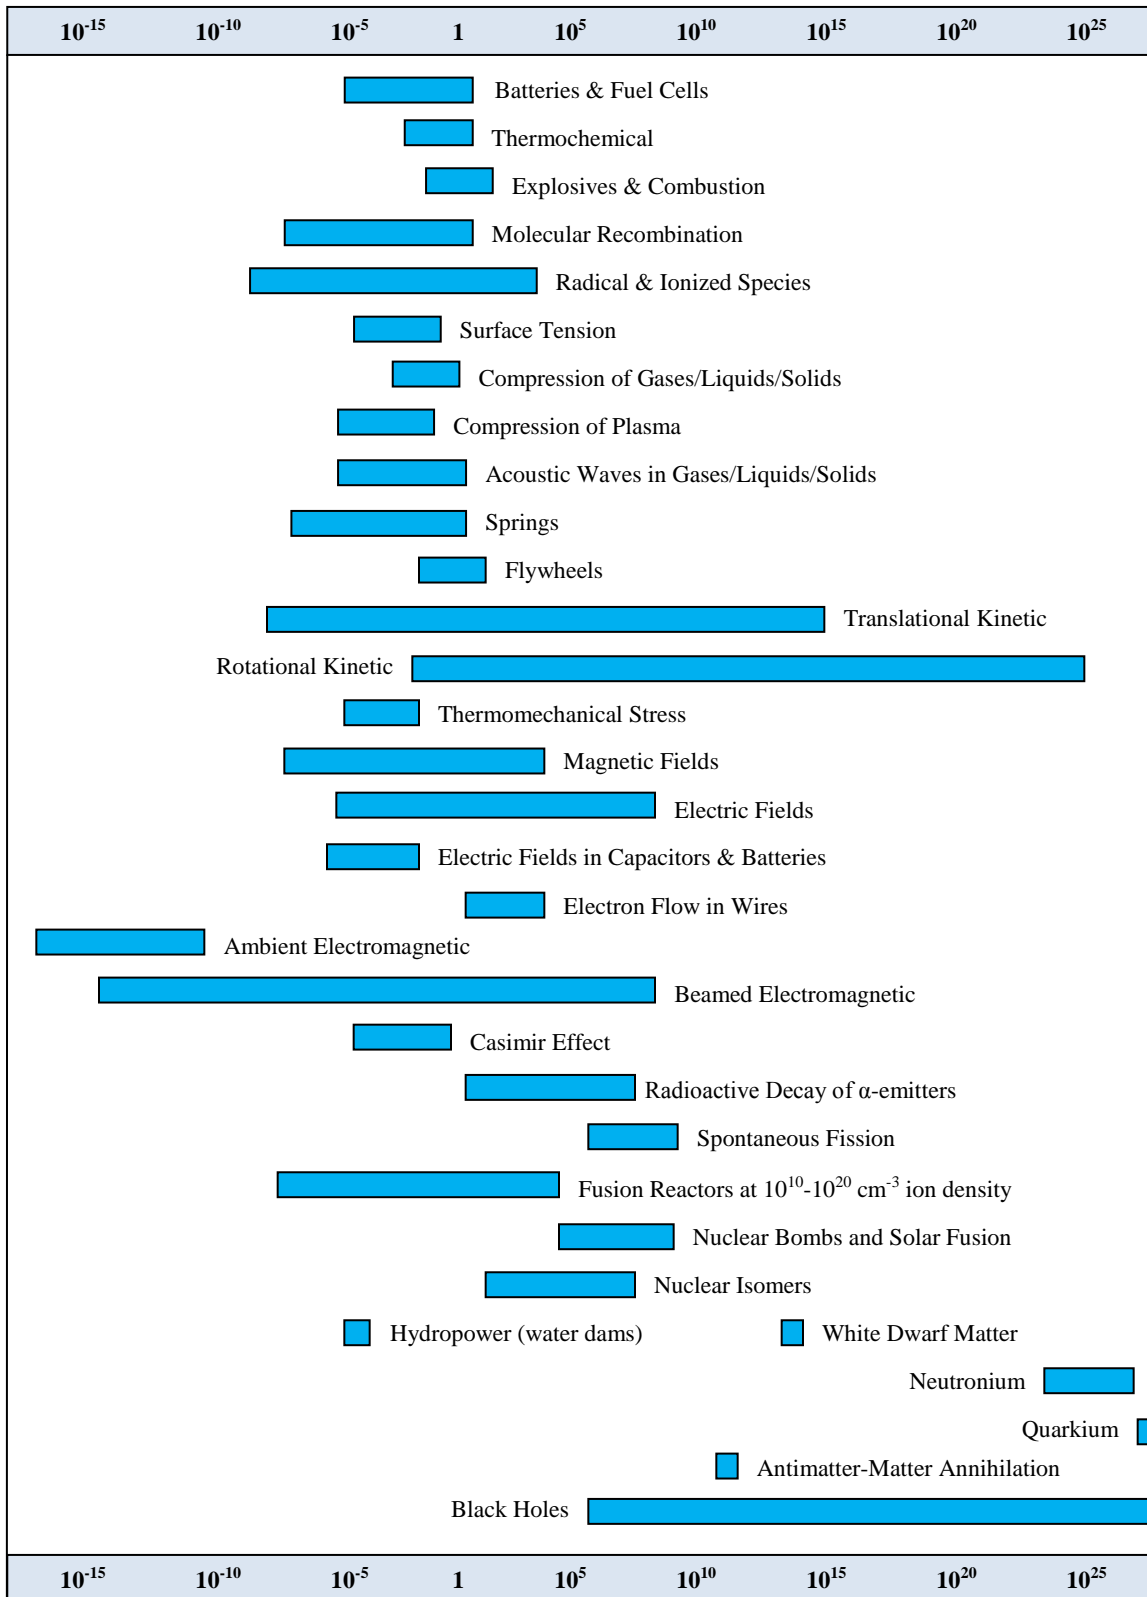 10⁻¹⁵ 10⁻¹⁰ 10⁻⁵ 1 10⁵ 10¹⁰ 10¹⁵ 10²⁰ 10²⁵
Batteries & Fuel Cells
Thermochemical
Explosives & Combustion
Molecular Recombination
Radical & Ionized Species
Surface Tension
Compression of Gases/Liquids/Solids
Compression of Plasma
Acoustic Waves in Gases/Liquids/Solids
Springs
Flywheels
Translational Kinetic
Rotational Kinetic
Thermomechanical Stress
Magnetic Fields
Electric Fields
Electric Fields in Capacitors & Batteries
Electron Flow in Wires
Ambient Electromagnetic
Beamed Electromagnetic
Casimir Effect
Radioactive Decay of α-emitters
Spontaneous Fission
Fusion Reactors at 10¹⁰-10²⁰ cm⁻³ ion density
Nuclear Bombs and Solar Fusion
Nuclear Isomers
Hydropower (water dams) White Dwarf Matter
Neutronium
Quarkium
Antimatter-Matter Annihilation
Black Holes
10⁻¹⁵ 10⁻¹⁰ 10⁻⁵ 1 10⁵ 10¹⁰ 10¹⁵ 10²⁰ 10²⁵